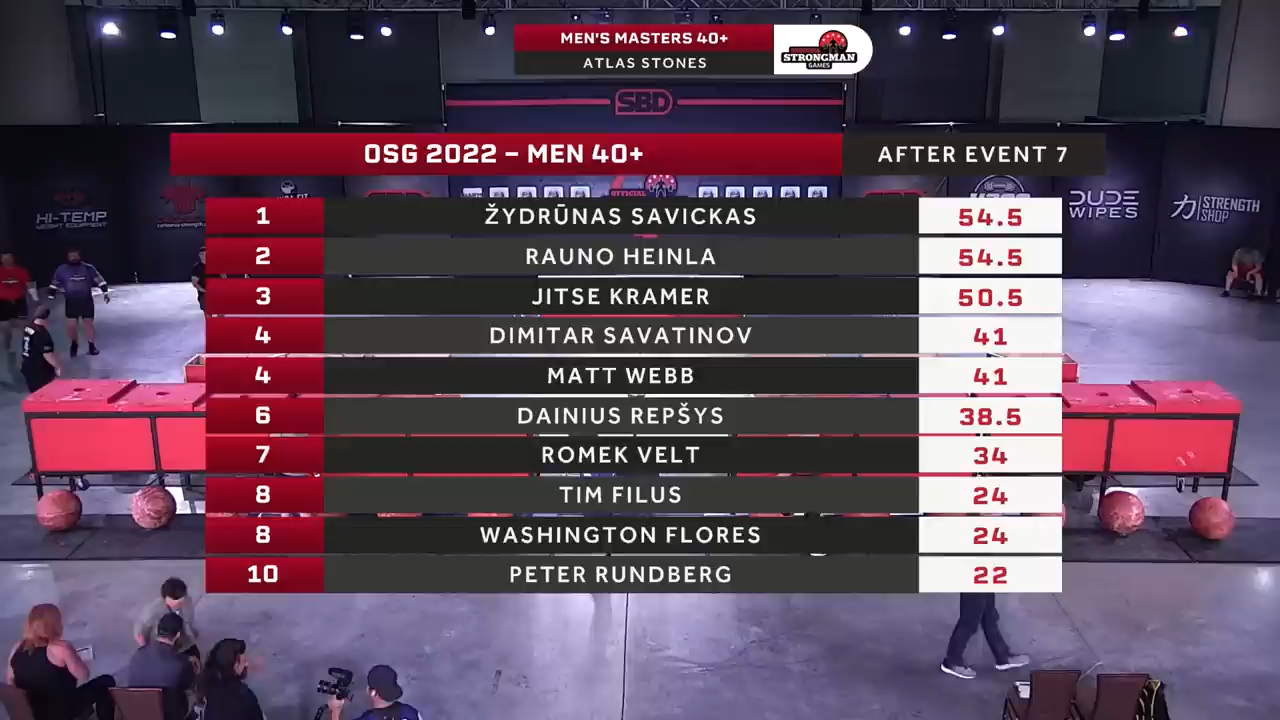 MEN'S MASTERS 40+
ATLAS STONES
STRONGMAN
GAMES
SBD
OSG 2022 – MEN 40+
AFTER EVENT 7
1 ŽYDRŪNAS SAVICKAS 54.5
2 RAUNO HEINLA 54.5
3 JITSE KRAMER 50.5
4 DIMITAR SAVATINOV 41
4 MATT WEBB 41
6 DAINIUS REPŠYS 38.5
7 ROMEK VELT 34
8 TIM FILUS 24
8 WASHINGTON FLORES 24
10 PETER RUNDBERG 22
OFFICIAL
HI-TEMP
DUDE
WIPES
力 STRENGTH
SHOP